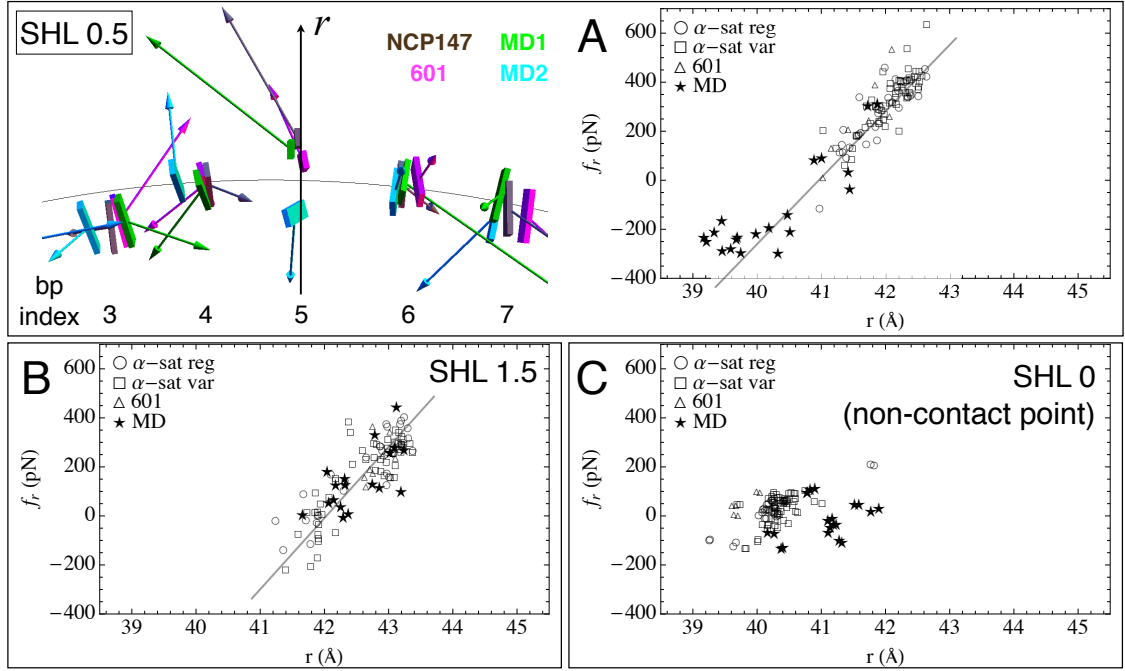 SHL 0.5
r
NCP147 MD1
601 MD2
bp
index 3 4 5 6 7
A
α-sat reg
α-sat var
601
MD
600
400
200
0
−200
−400
f_r (pN)
39 40 41 42 43 44 45
r (Å)
B
SHL 1.5
α−sat reg
α−sat var
601
MD
600
400
200
0
−200
−400
f_r (pN)
39 40 41 42 43 44 45
r (Å)
C
SHL 0
(non-contact point)
α−sat reg
α−sat var
601
MD
600
400
200
0
−200
−400
f_r (pN)
39 40 41 42 43 44 45
r (Å)